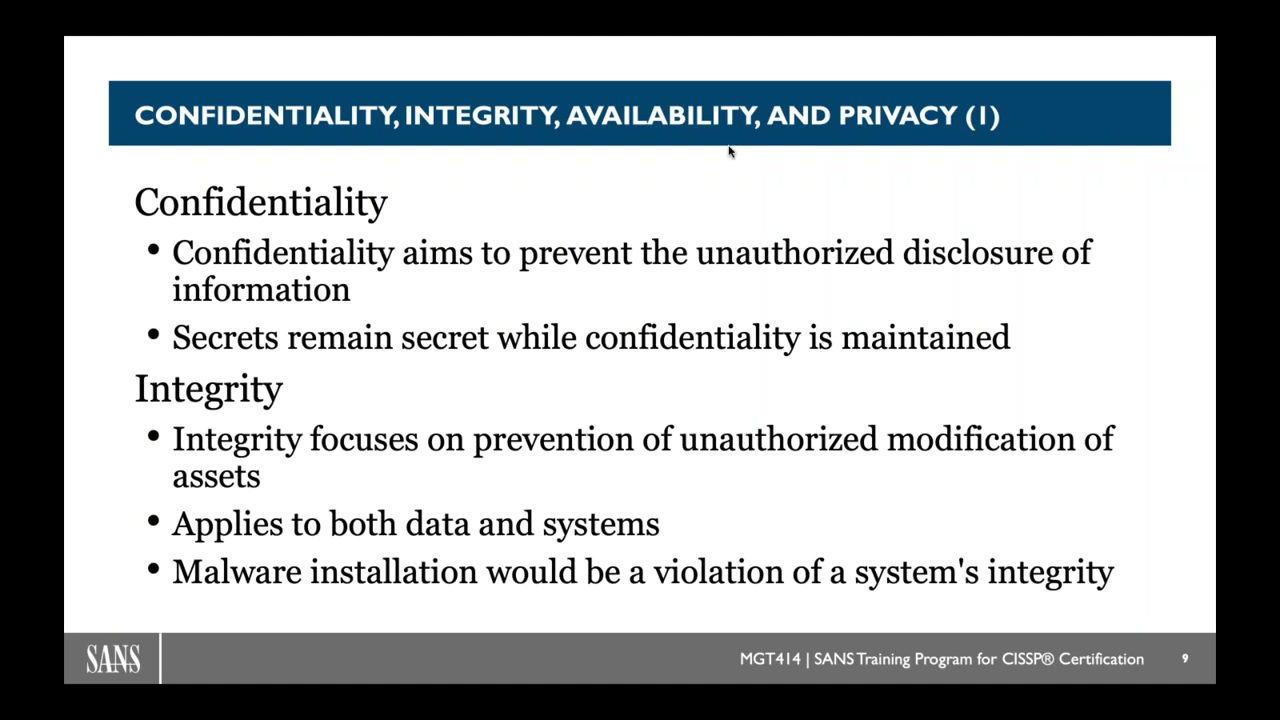 CONFIDENTIALITY, INTEGRITY, AVAILABILITY, AND PRIVACY (1)
Confidentiality
• Confidentiality aims to prevent the unauthorized disclosure of
information
• Secrets remain secret while confidentiality is maintained
Integrity
• Integrity focuses on prevention of unauthorized modification of
assets
• Applies to both data and systems
• Malware installation would be a violation of a system's integrity
SANS
MGT414 | SANS Training Program for CISSP® Certification
9